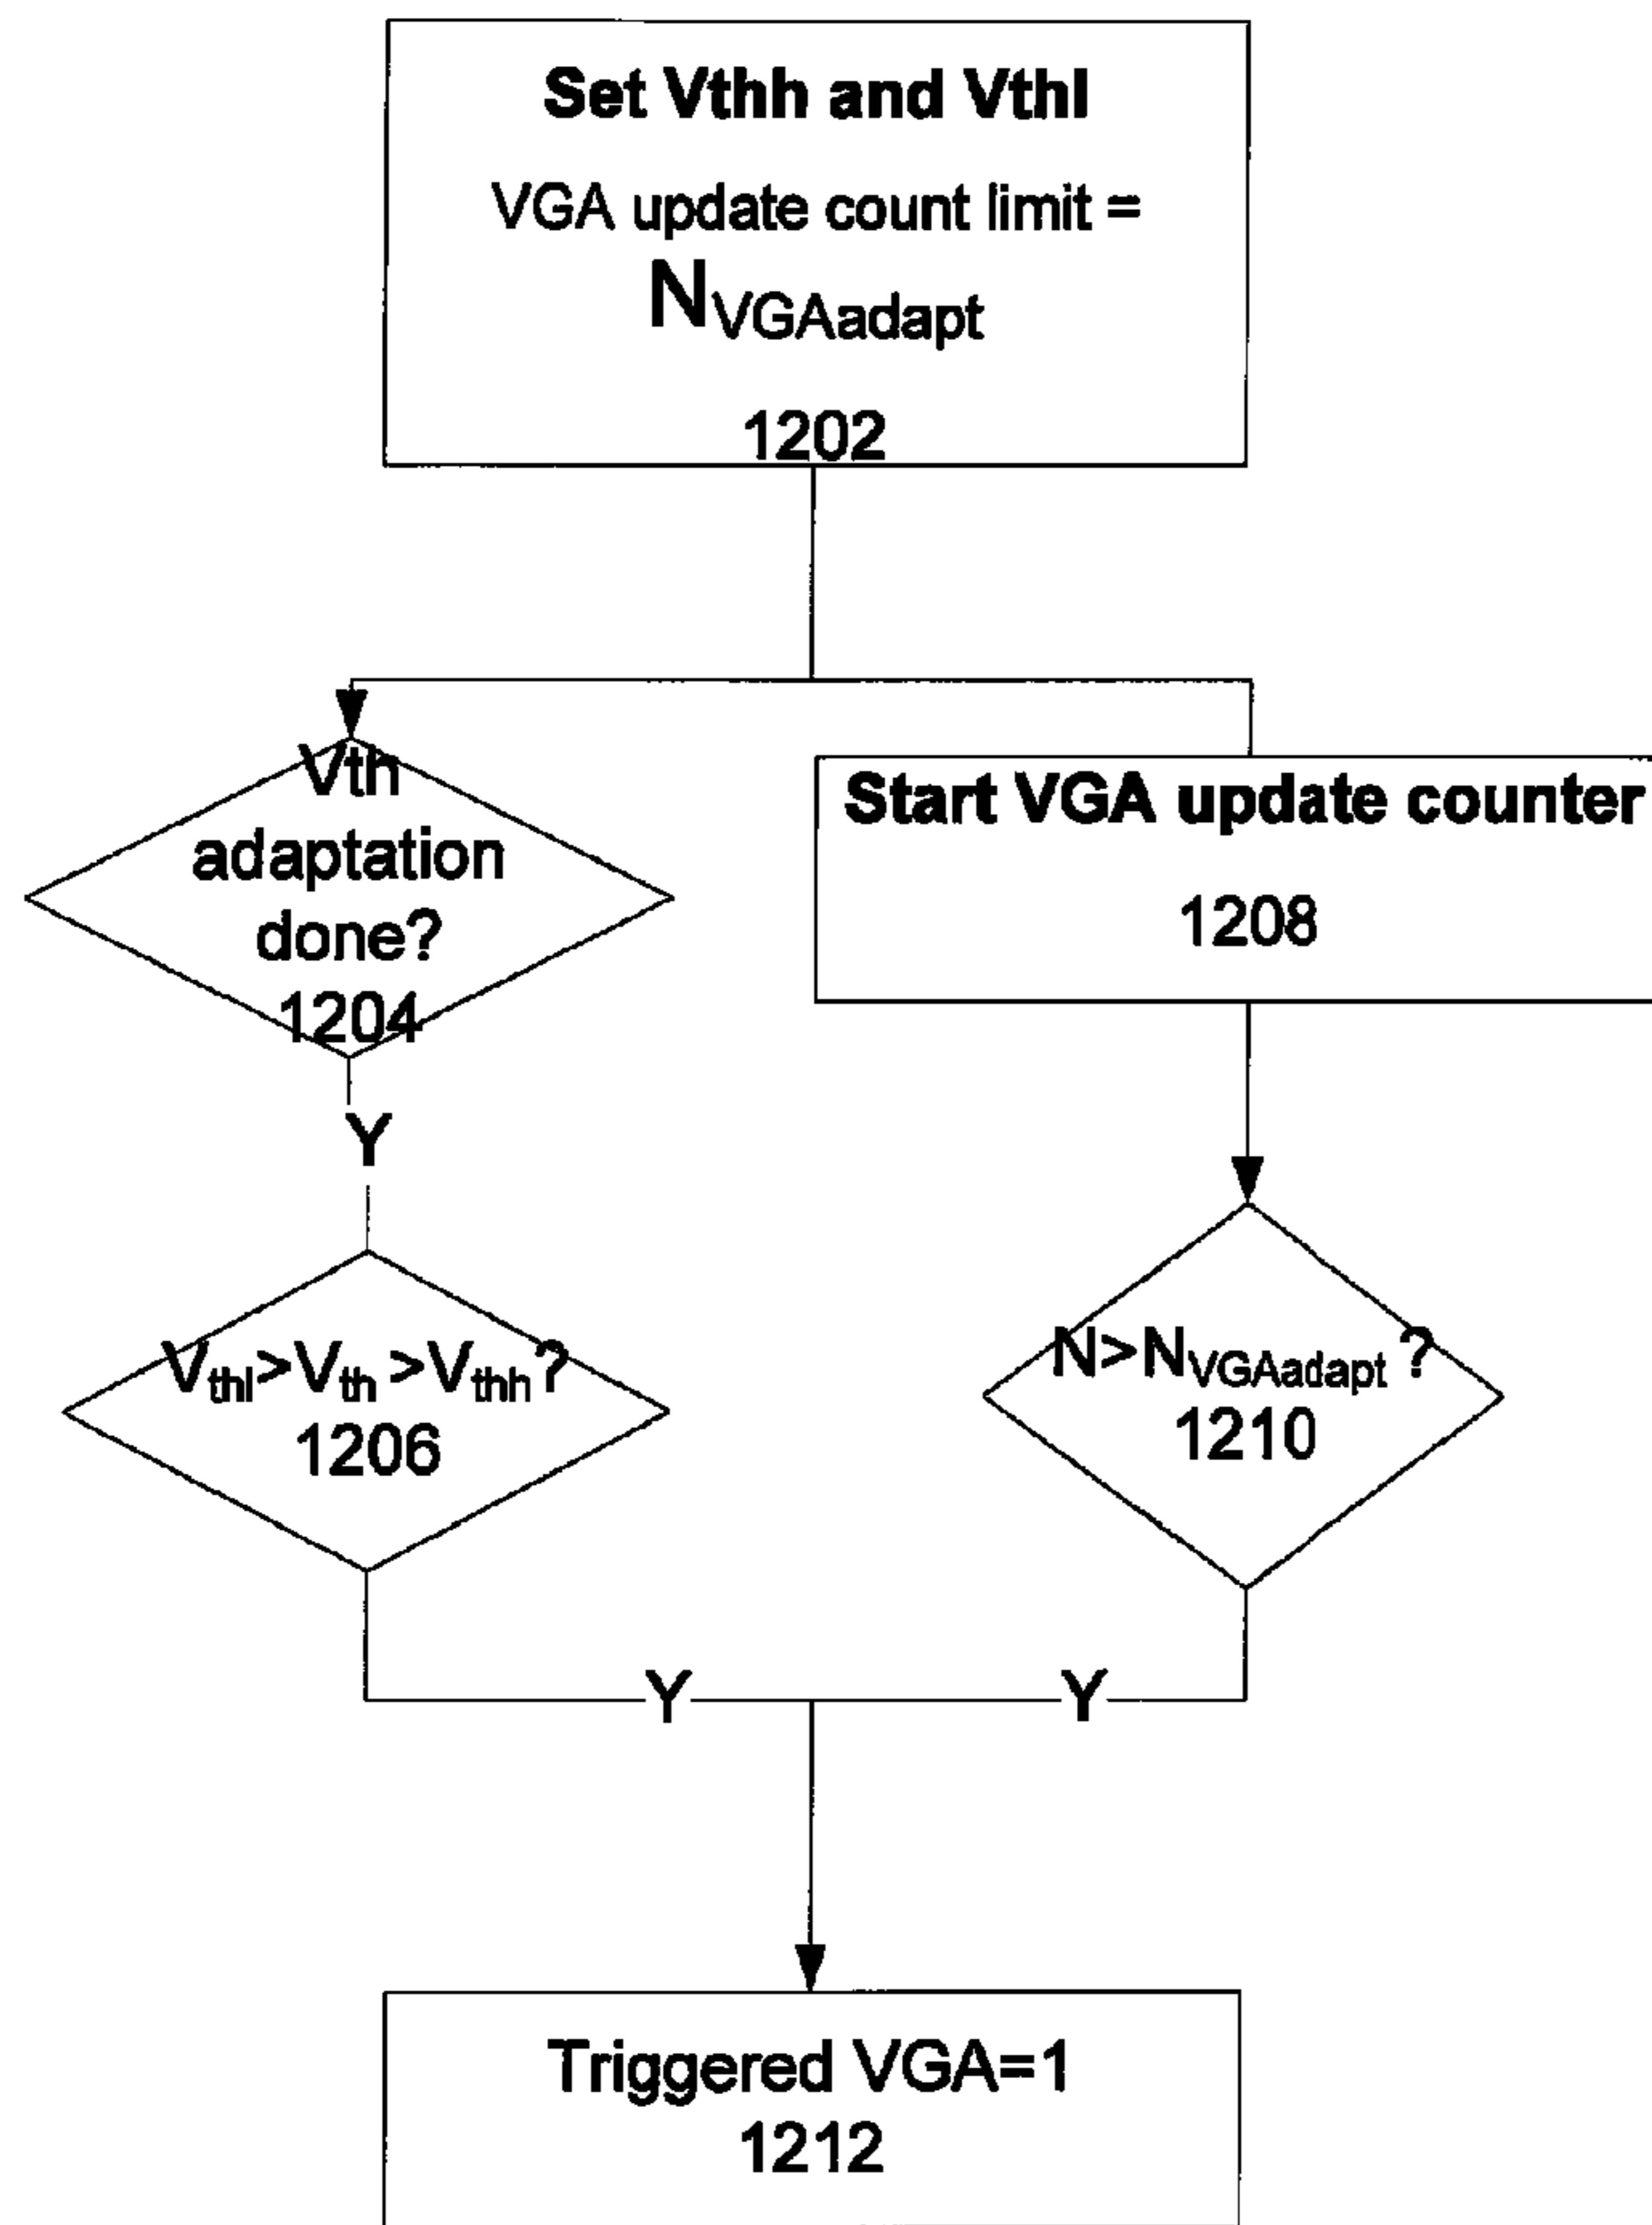 Set Vthh and Vthl
VGA update count limit =
NVGAadapt
1202
Vth
adaptation
done?
1204
Start VGA update counter
1208
Y
Vthl>Vth >Vthh?
1206
N>NVGAadapt ?
1210
Y
Y
Triggered VGA=1
1212